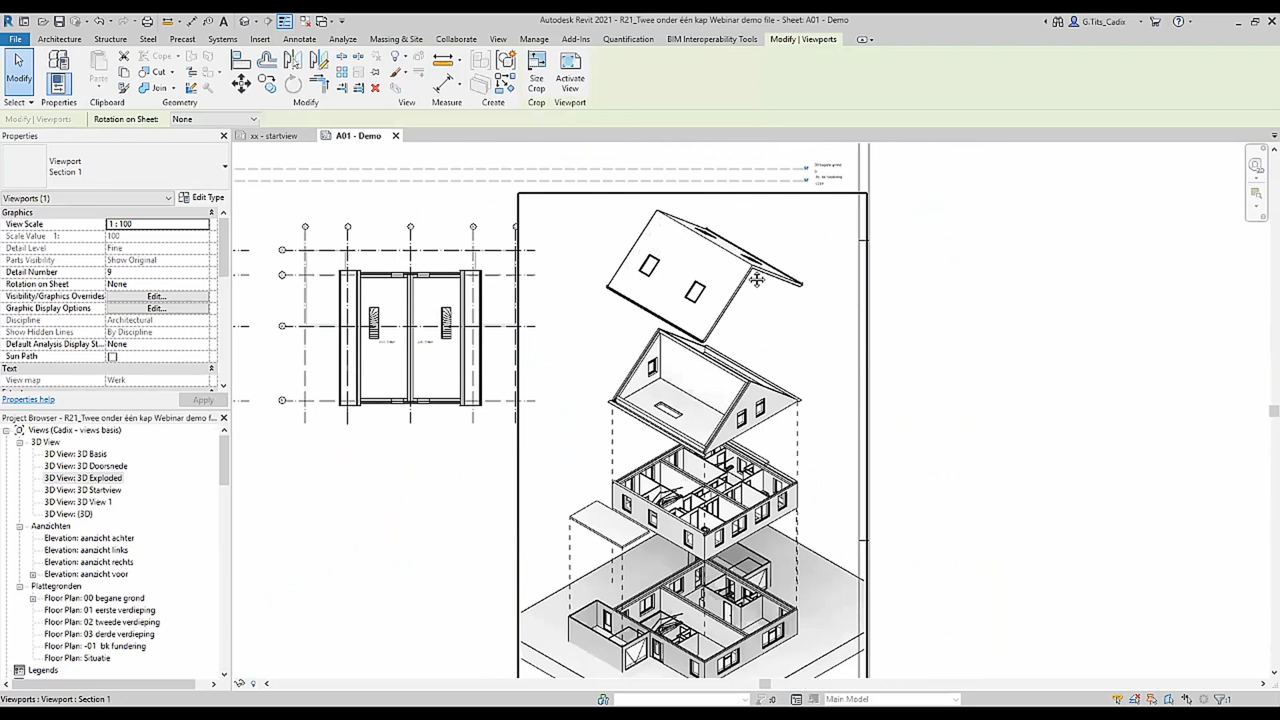 Autodesk Revit 2021 - R21_Twee onder één kap Webinar demo file - Sheet: A01 - Demo
G.Tits_Cadix
File Architecture Structure Steel Precast Systems Insert Annotate Analyze Massing & Site Collaborate View Manage Add-Ins Quantification BIM Interoperability Tools Modify | Viewports
Modify
Properties
Paste
Cope
Cut
Join
Size
Crop
Activate
View
Select Properties Clipboard Geometry Modify View Measure Create Crop Viewport
Modify | Viewports
Rotation on Sheet: None
Properties
xx - startview
A01 - Demo
Viewport
Section 1
Viewports (1)
Edit Type
Graphics
View Scale 1 : 100
Scale Value 1: 100
Detail Level Fine
Parts Visibility Show Original
Detail Number 9
Rotation on Sheet None
Visibility/Graphics Overrides Edit...
Graphic Display Options Edit...
Discipline Architectural
Show Hidden Lines By Discipline
Default Analysis Display St... None
Sun Path
Text
View map Werk
Properties help
Apply
Project Browser - R21_Twee onder één kap Webinar demo f...
Views (Cadix - views basis)
3D View
3D View: 3D Basis
3D View: 3D Doorsnede
3D View: 3D Exploded
3D View: 3D Startview
3D View: 3D View 1
3D View: {3D}
Aanzichten
Elevation: aanzicht achter
Elevation: aanzicht links
Elevation: aanzicht rechts
Elevation: aanzicht voor
Plattegronden
Floor Plan: 00 begane grond
Floor Plan: 01 eerste verdieping
Floor Plan: 02 tweede verdieping
Floor Plan: 03 derde verdieping
Floor Plan: -01 bk fundering
Floor Plan: Situatie
Legends
Viewports : Viewport : Section 1
:0
Main Model
:1